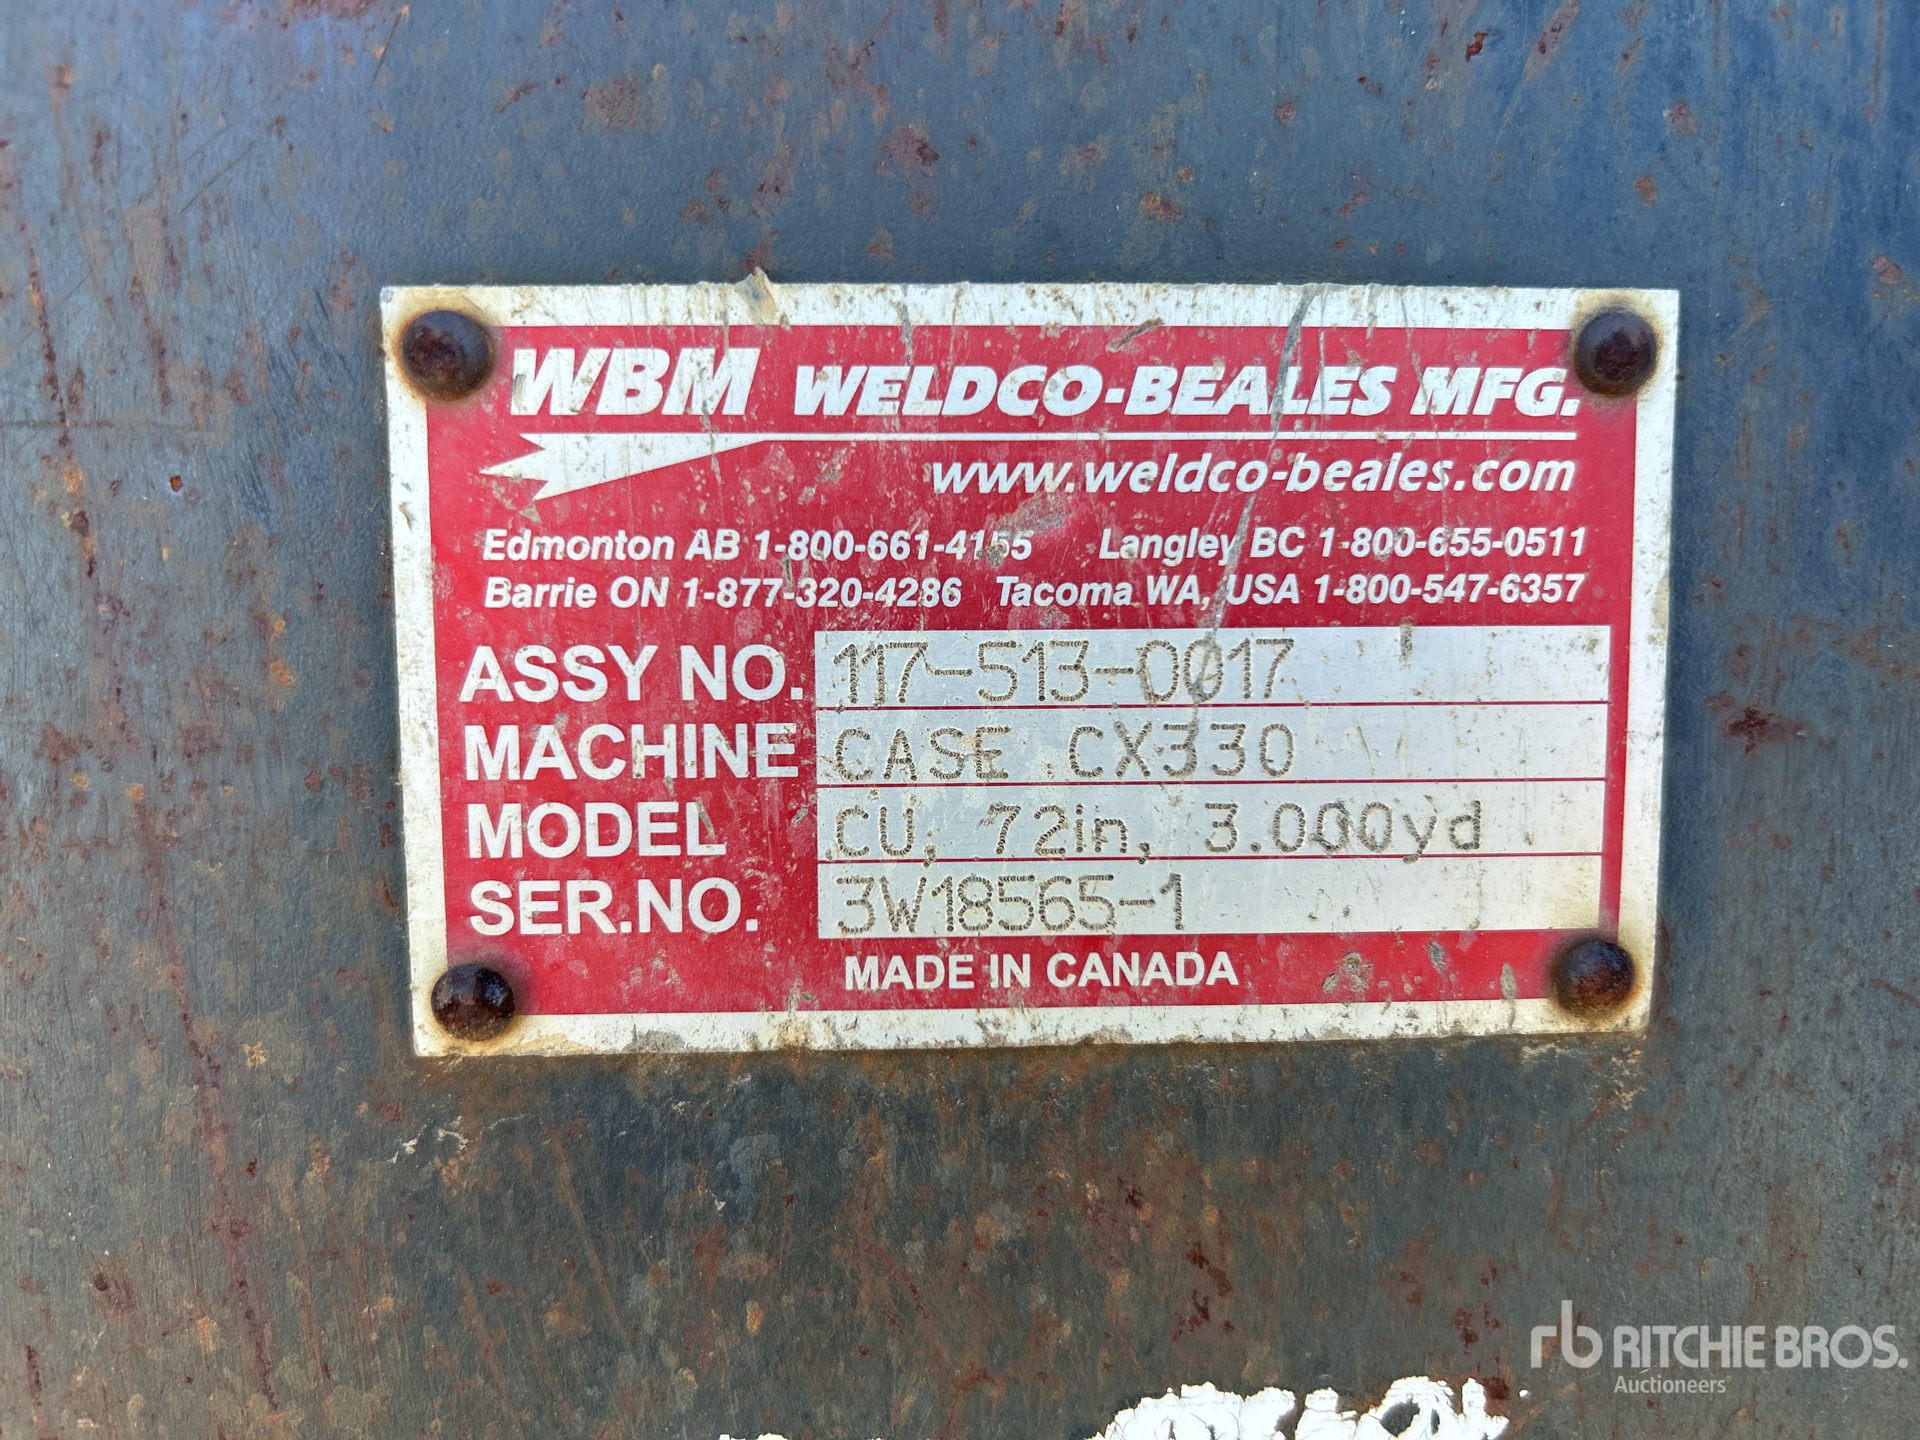 WBM WELDCO-BEALES MFG.
www.weldco-beales.com
Edmonton AB 1-800-661-4155 Langley BC 1-800-655-0511
Barrie ON 1-877-320-4286 Tacoma WA, USA 1-800-547-6357
ASSY NO. 117-513-0017
MACHINE CASE CX330
MODEL CU, 72in, 3.000yd
SER.NO. 3W18565-1
MADE IN CANADA
rb RITCHIE BROS.
Auctioneers